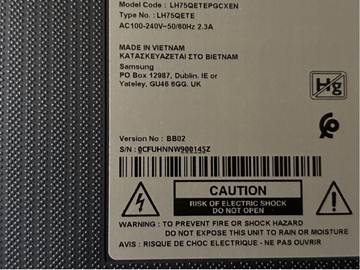 Model Code : LH75QETEPGCXEN
Type No. : LH75QETE
AC100-240V~50/60Hz 2.3A
MADE IN VIETNAM
ΚΑΤΑΣΚΕΥΑΖΕΤΑΙ ΣΤΟ ΒΙΕΤΝΑΜ
Samsung
PO Box 12987, Dublin. IE or
Yateley, GU46 6GG. UK
Hg
Version No : BB02
S/N : 0CFUHNNW900145Z
CAUTION
RISK OF ELECTRIC SHOCK
DO NOT OPEN
WARNING : TO PREVENT FIRE OR SHOCK HAZARD
DO NOT EXPOSE THIS UNIT TO RAIN OR MOISTURE
AVIS : RISQUE DE CHOC ELECTRIQUE - NE PAS OUVRIR